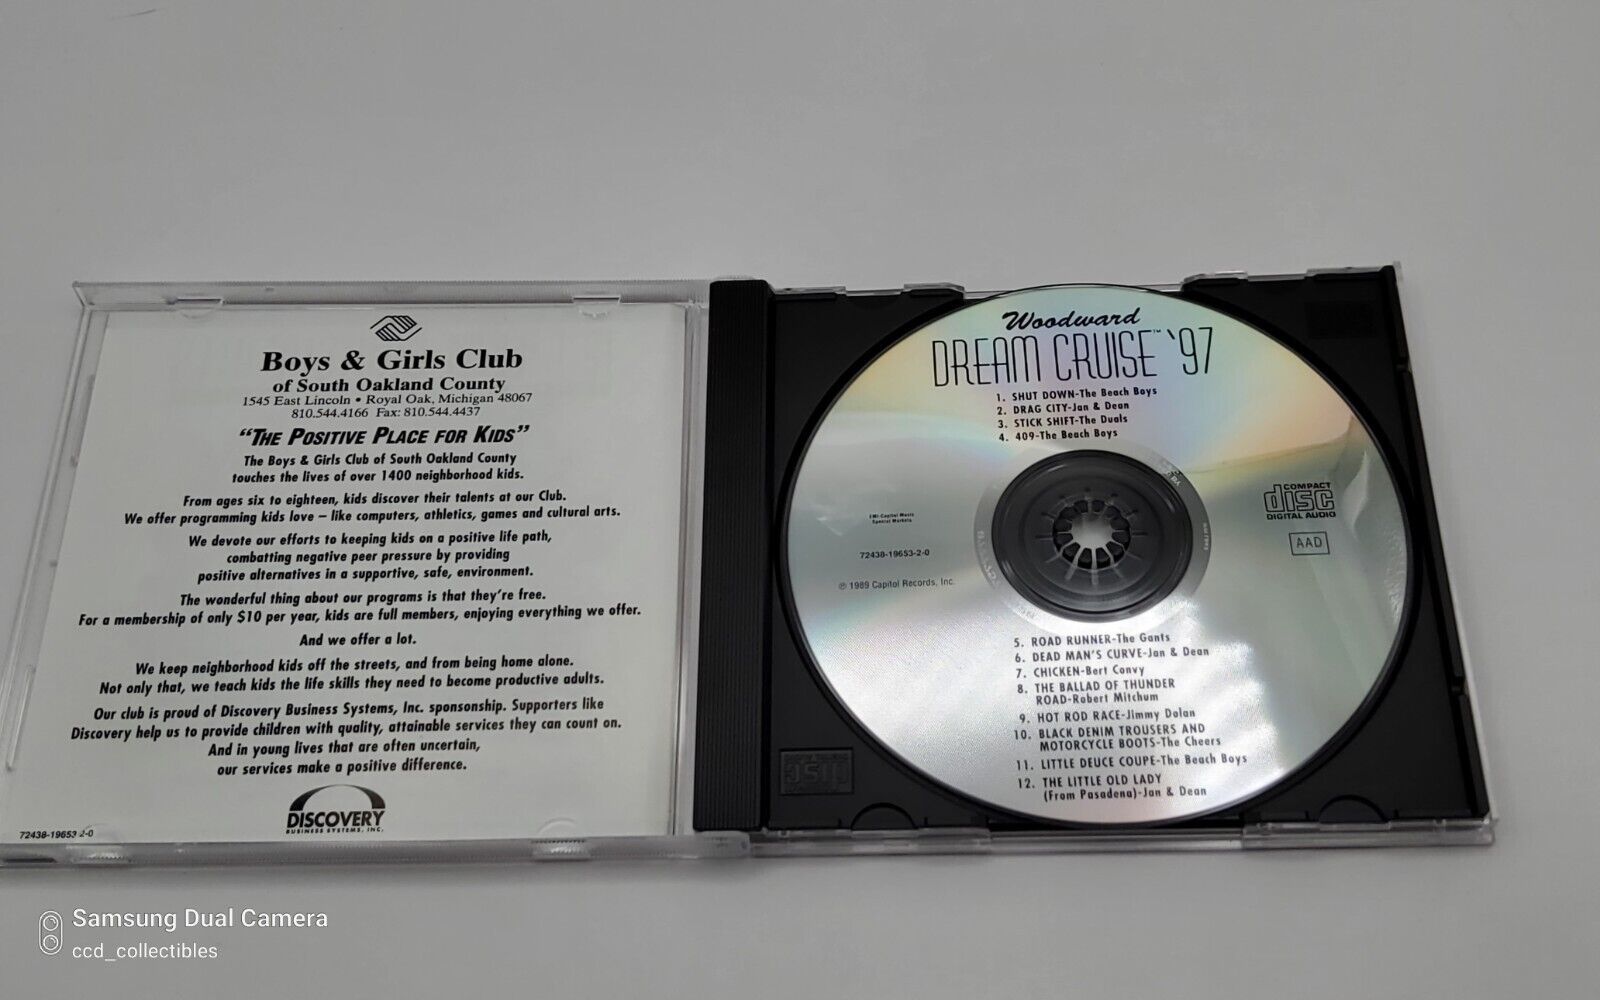 Boys & Girls Club
of South Oakland County
1545 East Lincoln • Royal Oak, Michigan 48067
810.544.4166 Fax: 810.544.4437
"THE POSITIVE PLACE FOR KIDS"
The Boys & Girls Club of South Oakland County
touches the lives of over 1400 neighborhood kids.
From ages six to eighteen, kids discover their talents at our Club.
We offer programming kids love – like computers, athletics, games and cultural arts.
We devote our efforts to keeping kids on a positive life path,
combatting negative peer pressure by providing
positive alternatives in a supportive, safe, environment.
The wonderful thing about our programs is that they're free.
For a membership of only $10 per year, kids are full members, enjoying everything we offer.
And we offer a lot.
We keep neighborhood kids off the streets, and from being home alone.
Not only that, we teach kids the life skills they need to become productive adults.
Our club is proud of Discovery Business Systems, Inc. sponsorship. Supporters like
Discovery help us to provide children with quality, attainable services they can count on.
And in young lives that are often uncertain,
our services make a positive difference.
DISCOVERY
BUSINESS SYSTEMS, INC.
72438-19653 2-0
Woodward
DREAM CRUISE™ '97
1. SHUT DOWN-The Beach Boys
2. DRAG CITY-Jan & Dean
3. STICK SHIFT-The Duals
4. 409-The Beach Boys
EMI-Capitol Music
Special Markets
72438-19653-2-0
℗ 1989 Capitol Records, Inc.
COMPACT
disc
DIGITAL AUDIO
AAD
5. ROAD RUNNER-The Gants
6. DEAD MAN'S CURVE-Jan & Dean
7. CHICKEN-Bert Convy
8. THE BALLAD OF THUNDER
ROAD-Robert Mitchum
9. HOT ROD RACE-Jimmy Dolan
10. BLACK DENIM TROUSERS AND
MOTORCYCLE BOOTS-The Cheers
11. LITTLE DEUCE COUPE-The Beach Boys
12. THE LITTLE OLD LADY
(From Pasadena)-Jan & Dean
disc
Samsung Dual Camera
ccd_collectibles